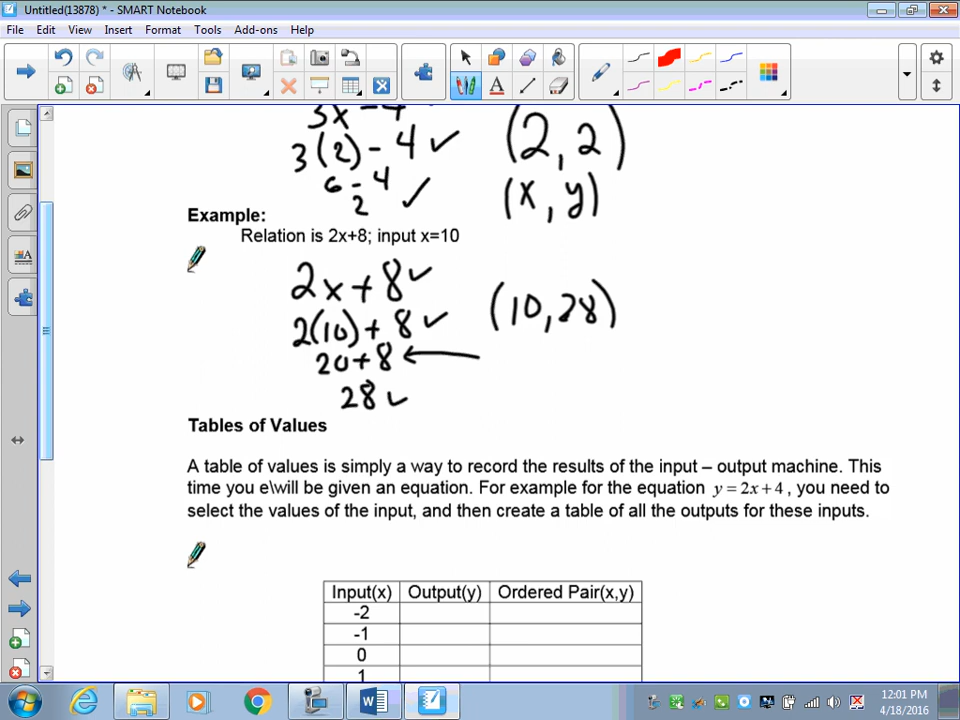 Untitled(13878) * - SMART Notebook
File Edit View Insert Format Tools Add-ons Help
3x - 4
3(2) - 4 ✓ (2, 2)
6 - 4
2 ✓ (x, y)
Example:
Relation is 2x+8; input x=10
2x + 8 ✓
2(10) + 8 ✓ (10, 28)
20 + 8 ←
28 ✓
Tables of Values
A table of values is simply a way to record the results of the input – output machine. This
time you e\will be given an equation. For example for the equation y = 2x + 4 , you need to
select the values of the input, and then create a table of all the outputs for these inputs.
Input(x) Output(y) Ordered Pair(x,y)
-2
-1
0
1
12:01 PM
4/18/2016